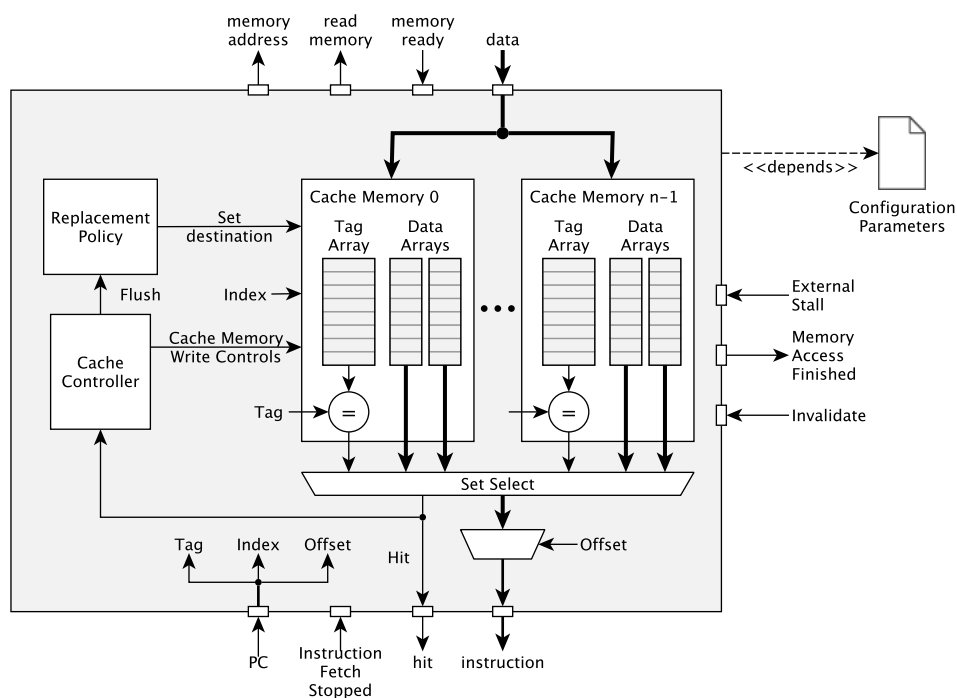 memory
address
read
memory
memory
ready
data
<<depends>>
Configuration
Parameters
Replacement
Policy
Set
destination
Cache Memory 0
Tag
Array
Data
Arrays
Cache Memory n-1
Tag
Array
Data
Arrays
Flush
Index
External
Stall
Cache
Controller
Cache Memory
Write Controls
Memory
Access
Finished
Tag
=
=
Invalidate
Set Select
Tag
Index
Offset
Hit
Offset
PC
Instruction
Fetch
Stopped
hit
instruction